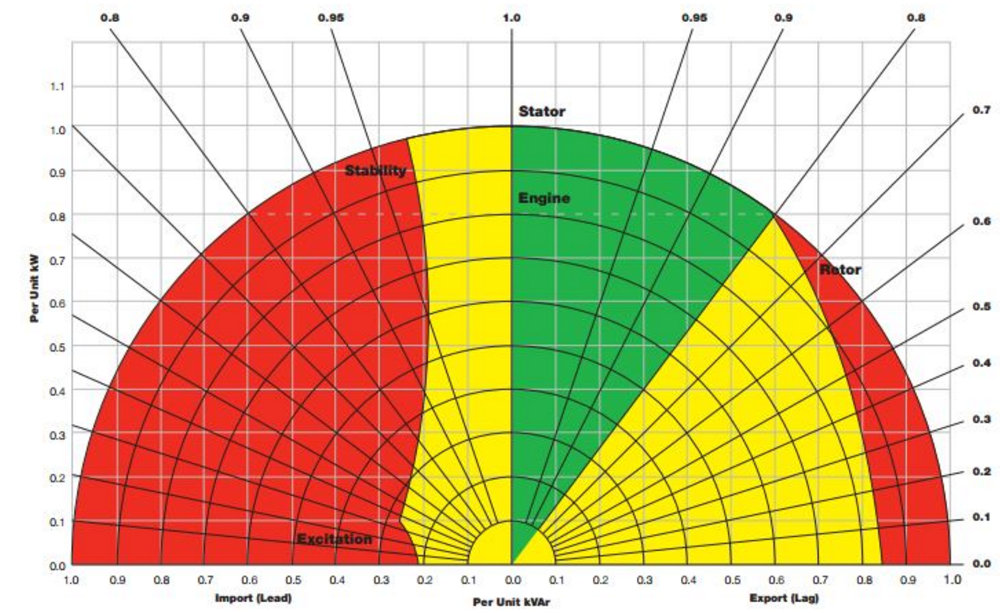 0.8 0.9 0.95 1.0 0.95 0.9 0.8
1.1
Stator
0.7
1.0
Stability
0.9
Engine
0.8
0.6
0.7
Rotor
Per Unit kW
0.6
0.5
0.5
0.4
0.4
0.3
0.3
0.2
0.2
0.1
0.1
Excitation
0.0
0.0
1.0 0.9 0.8 0.7 0.6 0.5 0.4 0.3 0.2 0.1 0.0 0.1 0.2 0.3 0.4 0.5 0.6 0.7 0.8 0.9 1.0
Import (Lead) Per Unit kVAr Export (Lag)